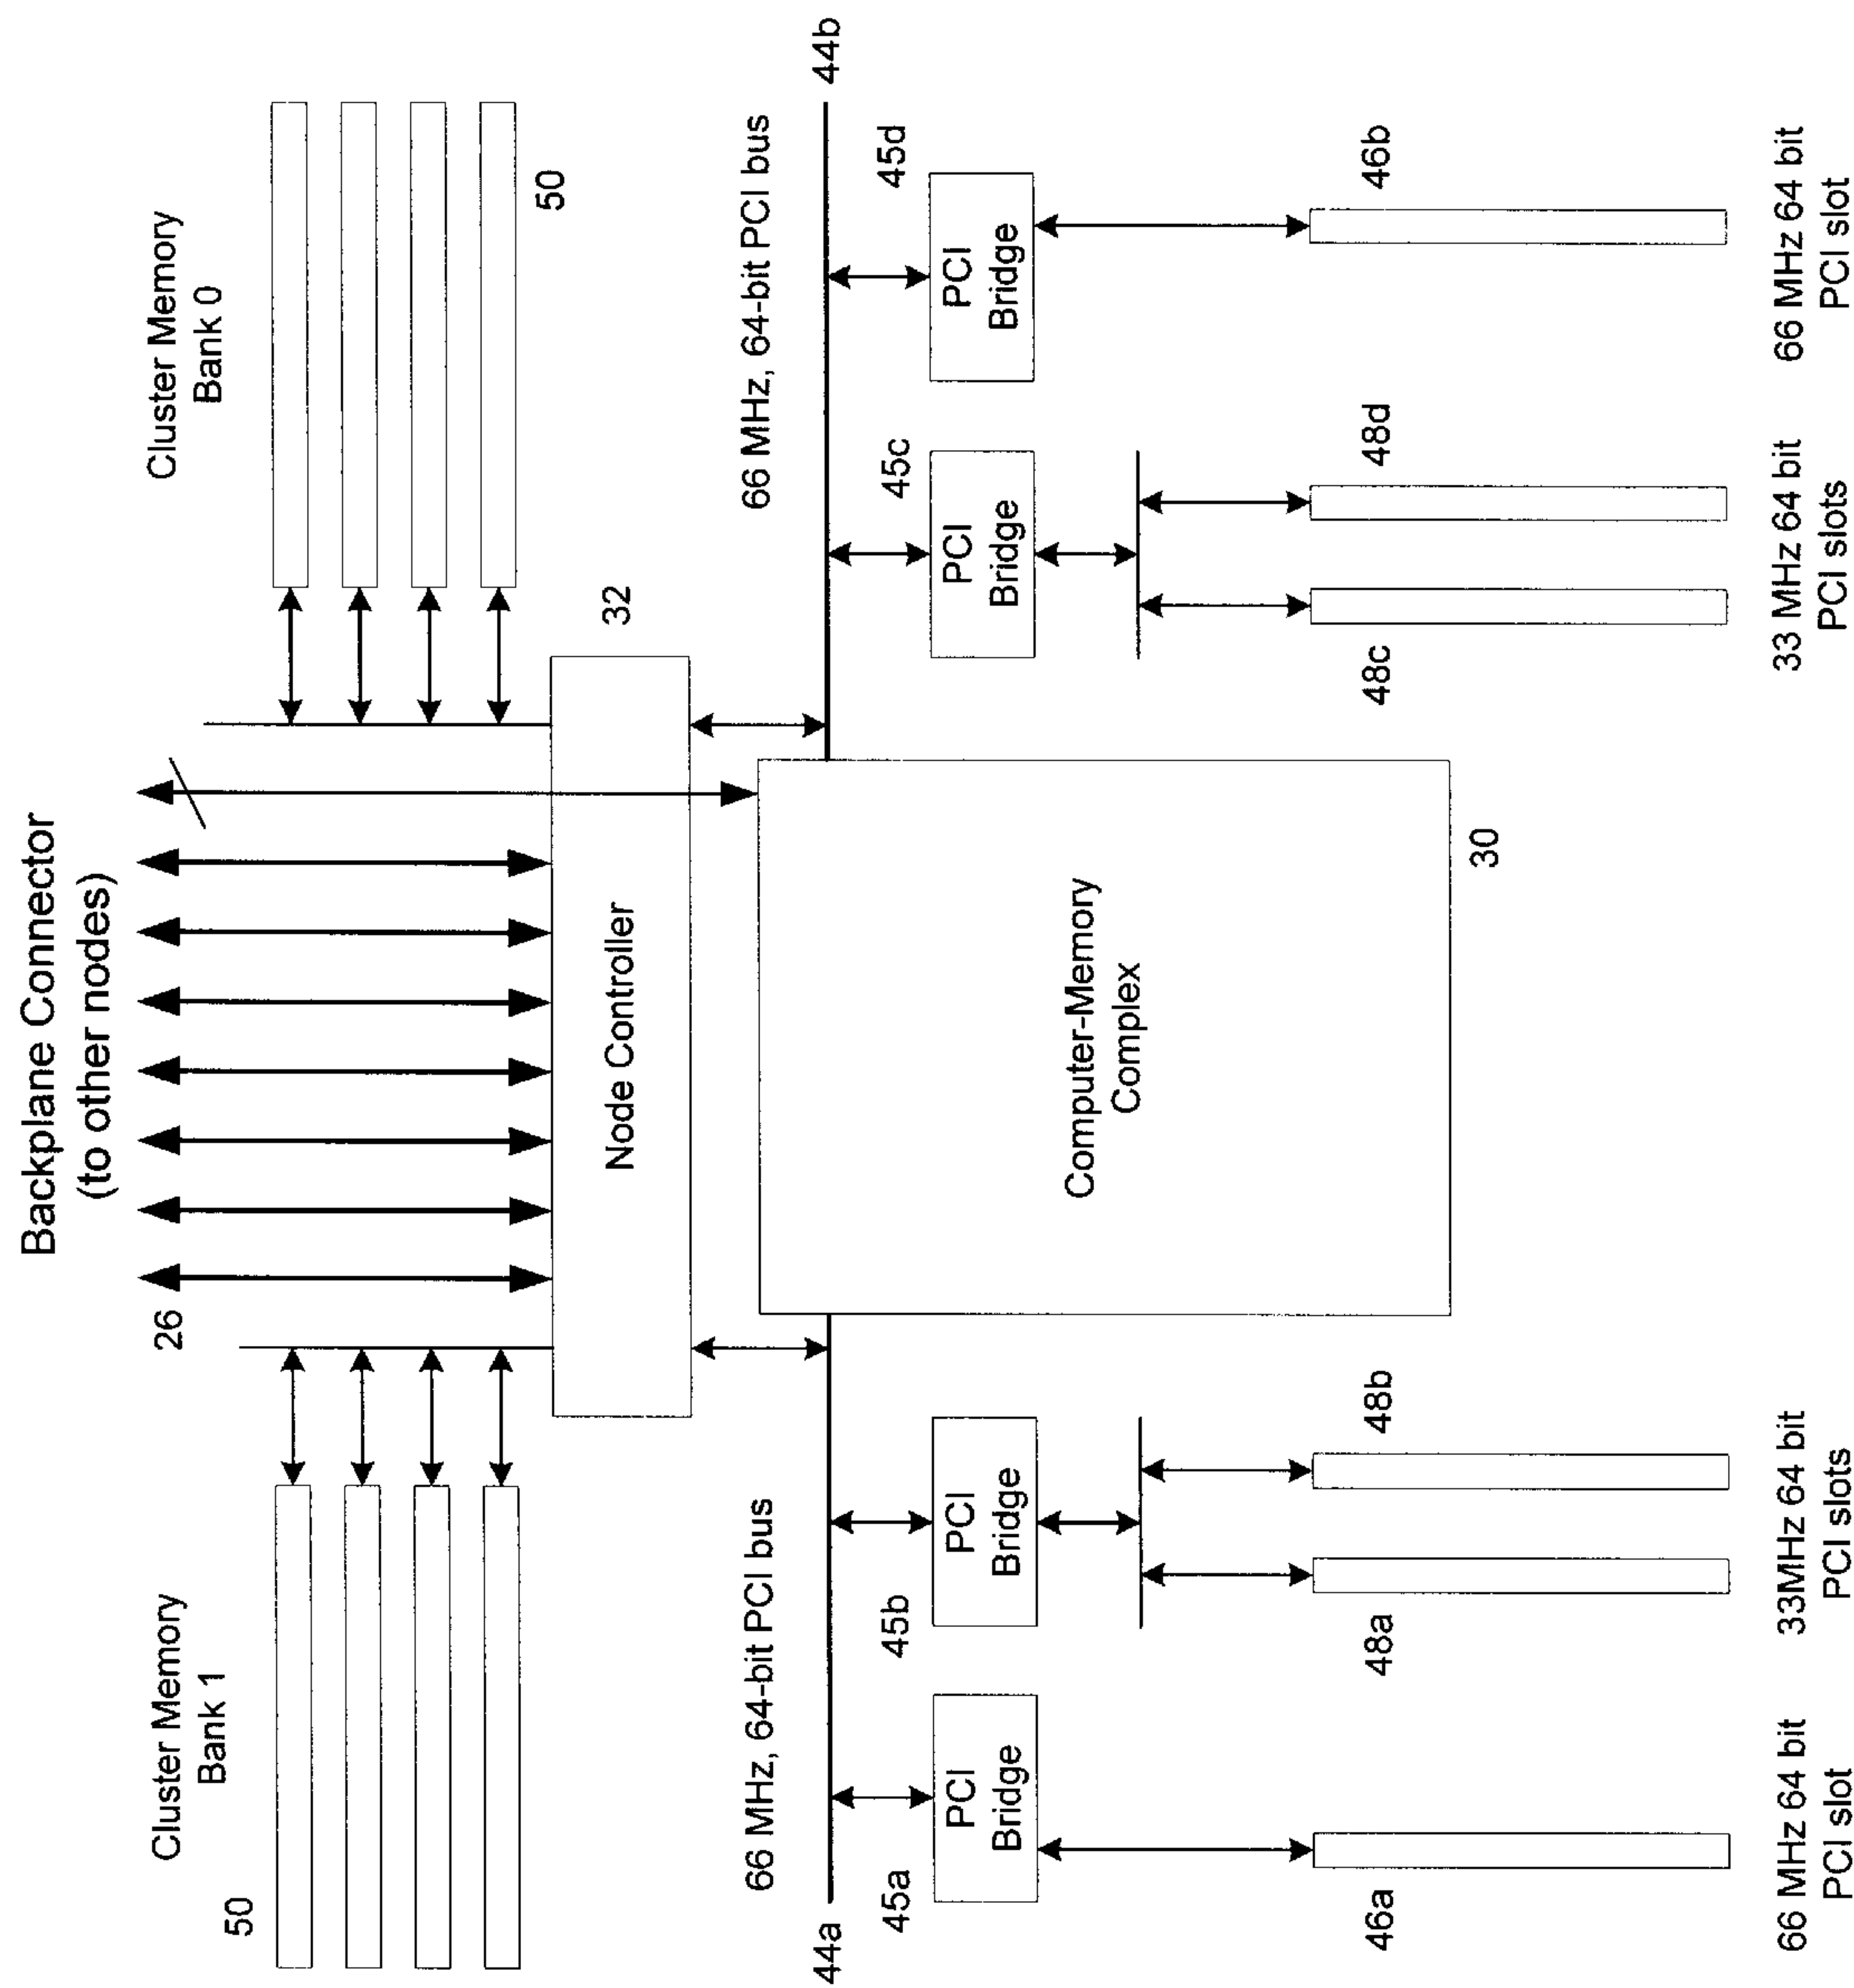 Backplane Connector
(to other nodes)
Cluster Memory
Bank 1
50
26
Cluster Memory
Bank 0
50
32
Node Controller
66 MHz, 64-bit PCI bus
44a
66 MHz, 64-bit PCI bus
44b
45a
PCI
Bridge
45b
PCI
Bridge
Computer-Memory
Complex
30
45c
PCI
Bridge
45d
PCI
Bridge
46a
48a
48b
48c
48d
46b
66 MHz 64 bit
PCI slot
33MHz 64 bit
PCI slots
33 MHz 64 bit
PCI slots
66 MHz 64 bit
PCI slot